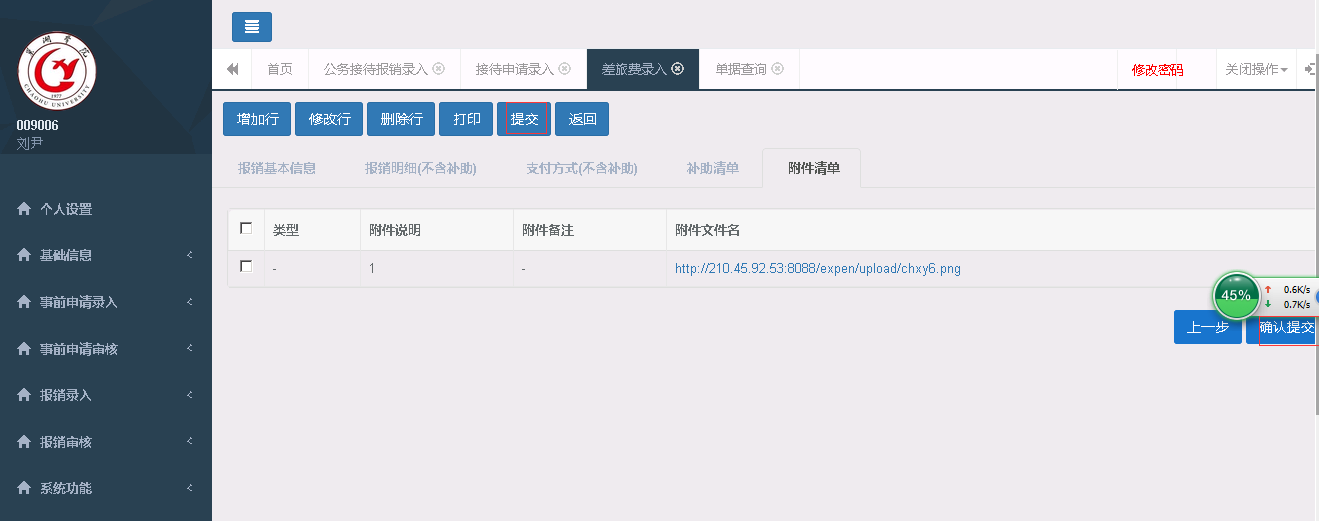 巢湖学院
CHAOHU UNIVERSITY
1977
009006
刘尹
个人设置
基础信息
事前申请录入
事前申请审核
报销录入
报销审核
系统功能
首页 公务接待报销录入 接待申请录入 差旅费录入 单据查询 修改密码 关闭操作
增加行 修改行 删除行 打印 提交 返回
报销基本信息 报销明细(不含补助) 支付方式(不含补助) 补助清单 附件清单
类型 附件说明 附件备注 附件文件名
- 1 - http://210.45.92.53:8088/expen/upload/chxy6.png
45% 0.6K/s
0.7K/s
上一步 确认提交